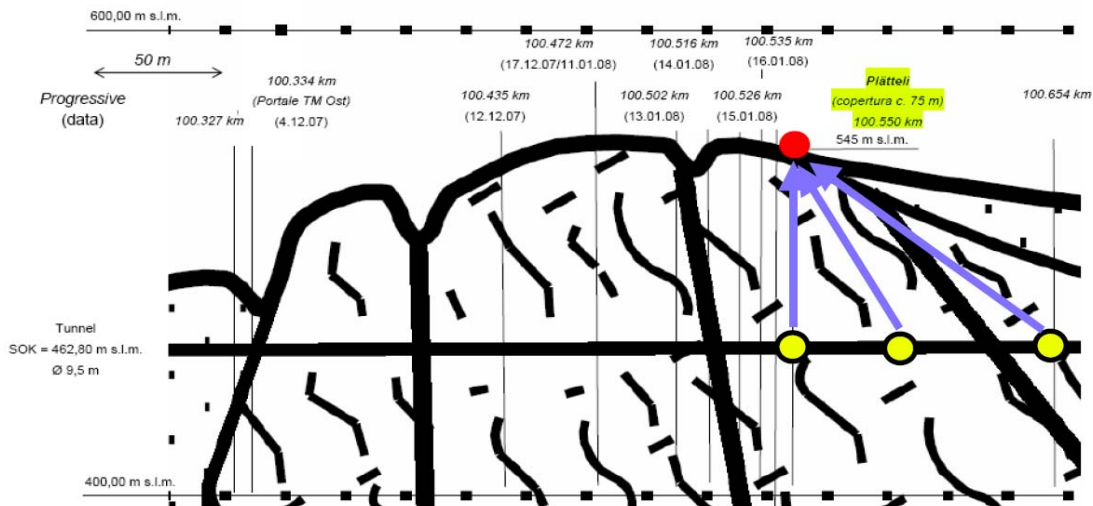 600,00 m s.l.m.
50 m
Progressive
(data)
100.327 km
100.334 km
(Portale TM Ost)
(4.12.07)
100.435 km
(12.12.07)
100.472 km
(17.12.07/11.01.08)
100.502 km
(13.01.08)
100.516 km
(14.01.08)
100.526 km
(15.01.08)
100.535 km
(16.01.08)
Plätteli
(copertura c. 75 m)
100.550 km
545 m s.l.m.
100.654 km
Tunnel
SOK = 462,80 m s.l.m.
Ø 9,5 m
400,00 m s.l.m.